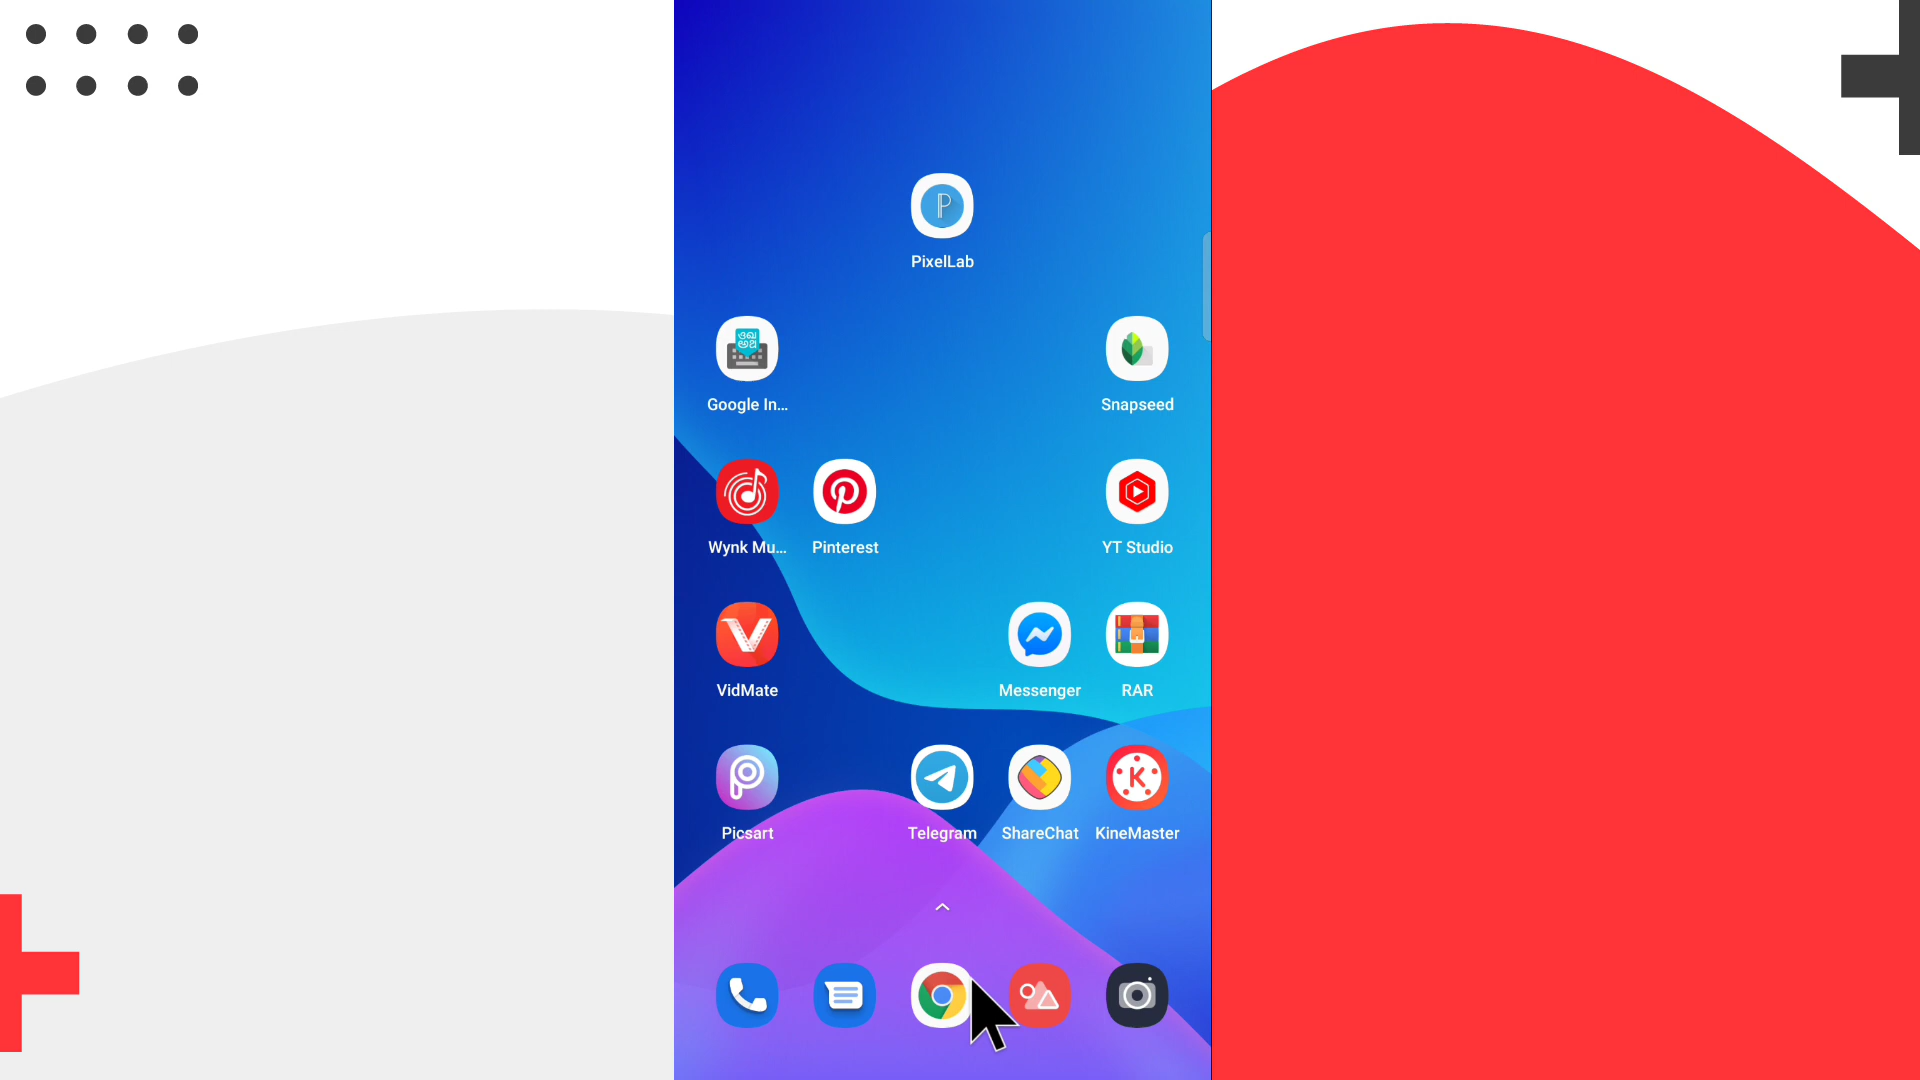 PixelLab
Google In...
Snapseed
Wynk Mu...
Pinterest
YT Studio
VidMate
Messenger
RAR
Picsart
Telegram
ShareChat
KineMaster